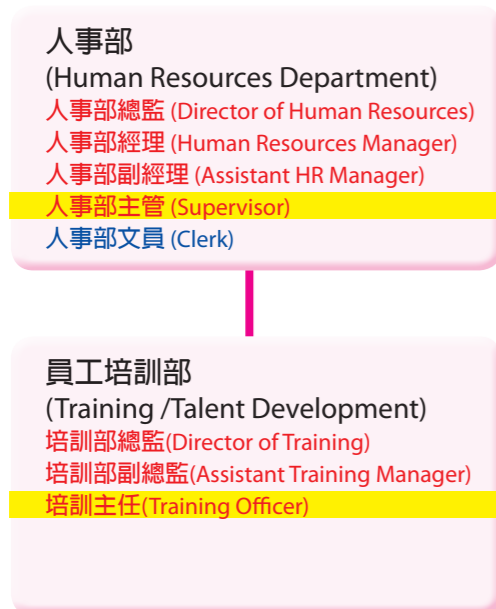 人事部
(Human Resources Department)
人事部總監 (Director of Human Resources)
人事部經理 (Human Resources Manager)
人事部副經理 (Assistant HR Manager)
人事部主管 (Supervisor)
人事部文員 (Clerk)
員工培訓部
(Training /Talent Development)
培訓部總監(Director of Training)
培訓部副總監(Assistant Training Manager)
培訓主任(Training Officer)